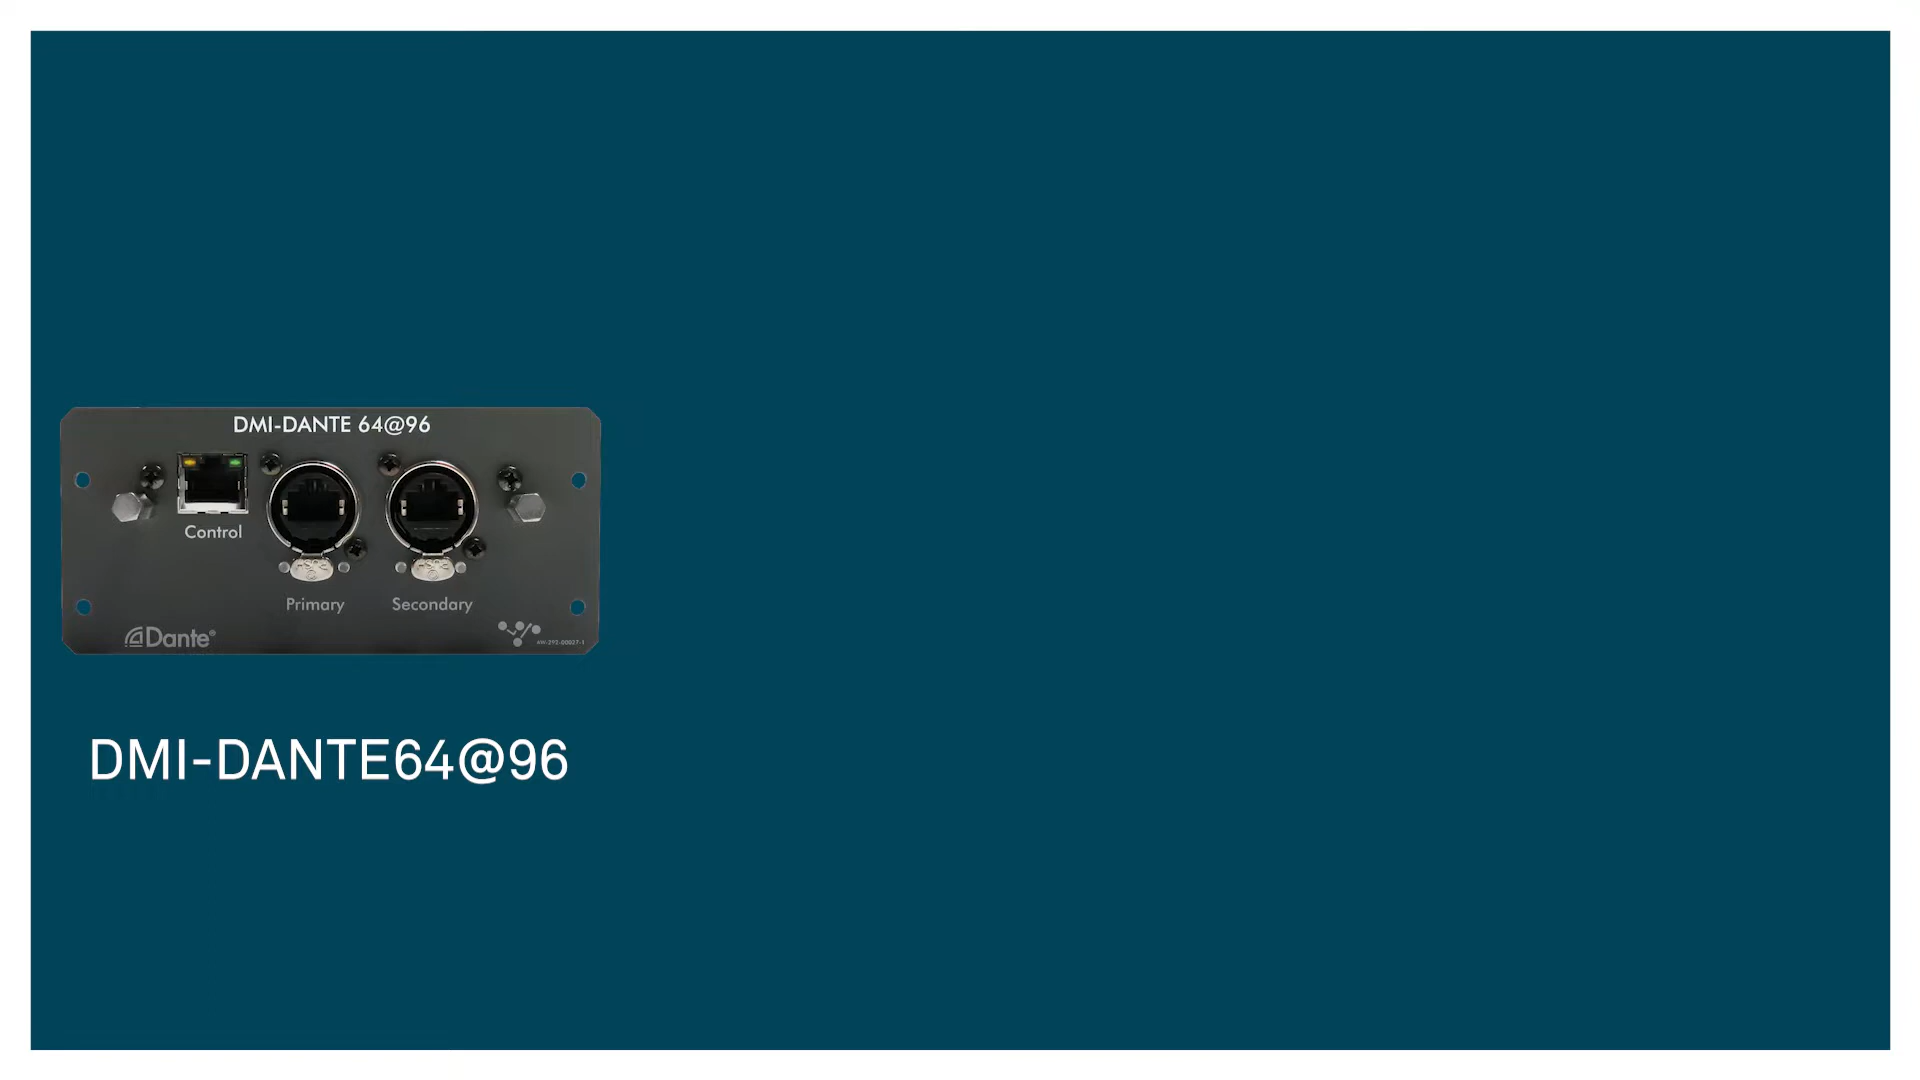 DMI-DANTE 64@96
Control
Primary
Secondary
Dante®
DMI-DANTE64@96